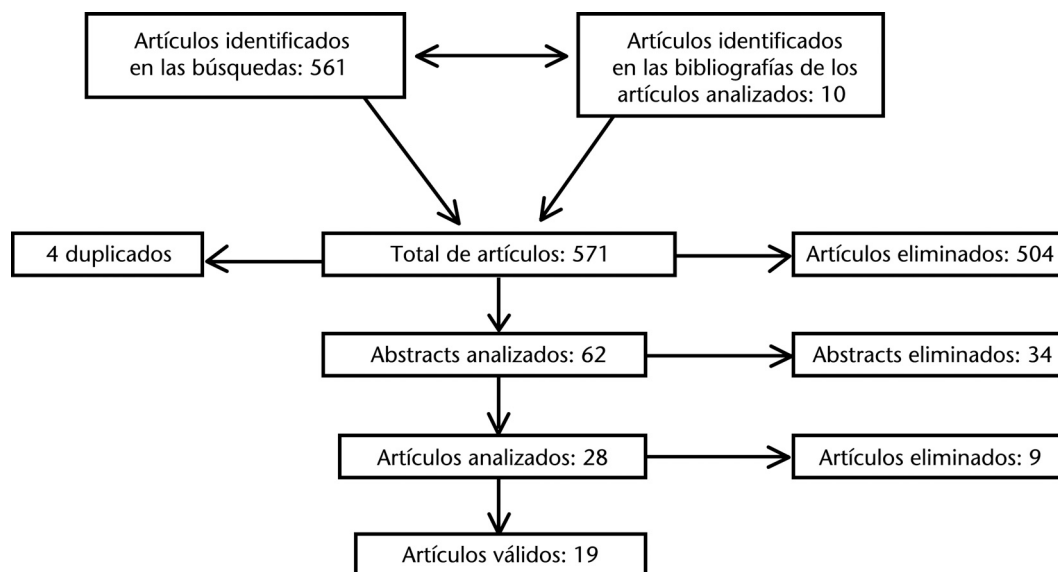 Artículos identificados
en las búsquedas: 561
Artículos identificados
en las bibliografías de los
artículos analizados: 10
4 duplicados
Total de artículos: 571
Artículos eliminados: 504
Abstracts analizados: 62
Abstracts eliminados: 34
Artículos analizados: 28
Artículos eliminados: 9
Artículos válidos: 19